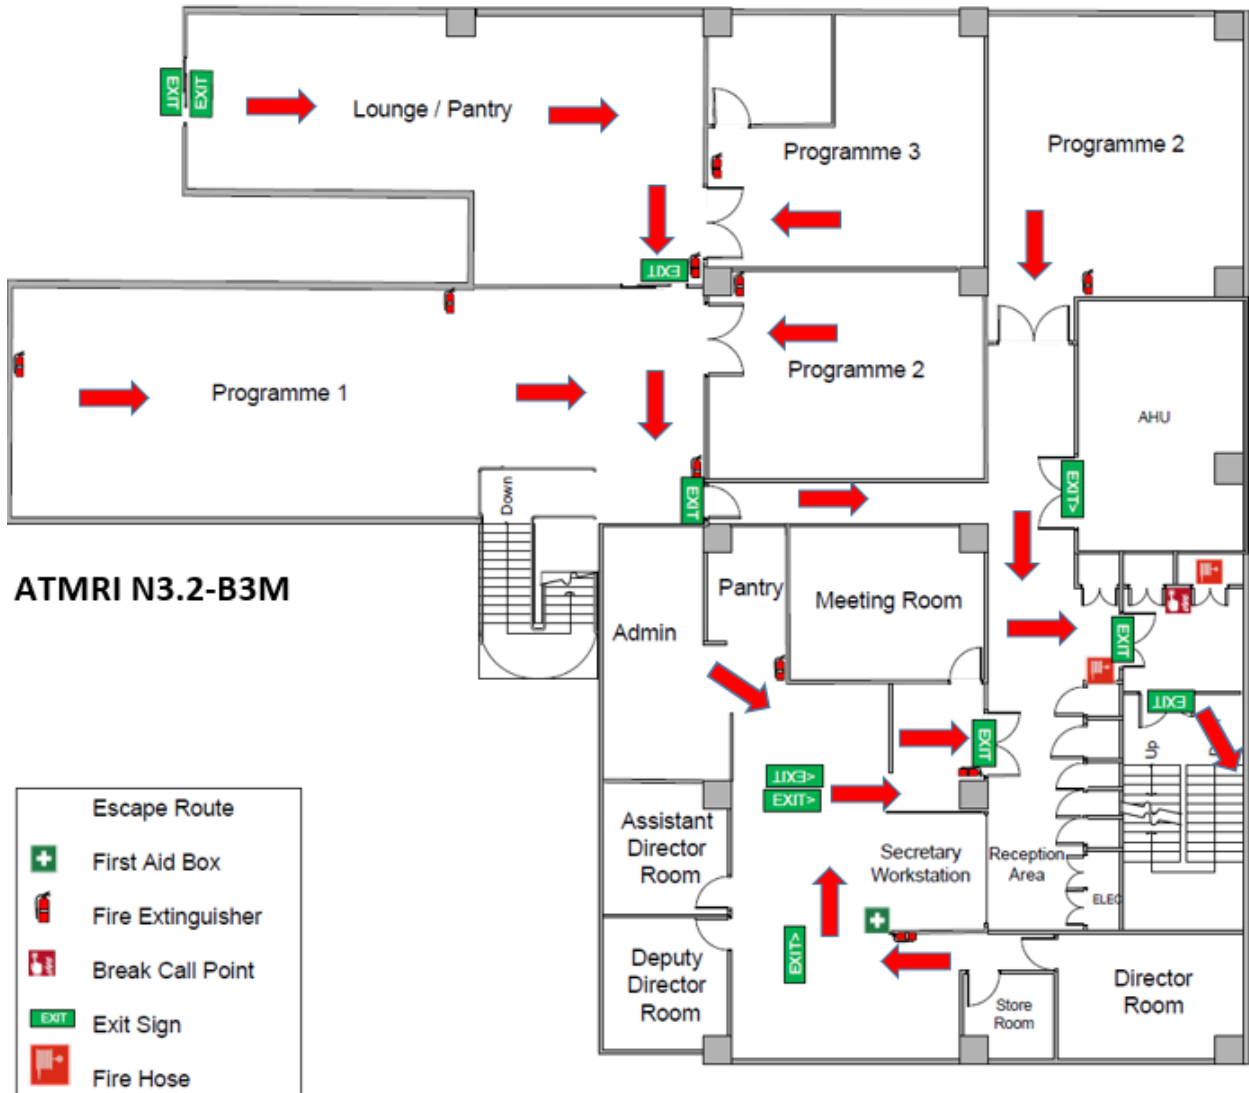 EXIT
EXIT
Lounge / Pantry
Programme 3
Programme 2
EXIT
Programme 1
Programme 2
AHU
Down
EXIT
EXIT>
ATMRI N3.2-B3M
Pantry
Meeting Room
Admin
EXIT
EXIT
Up
EXIT
EXIT>
EXIT>
Escape Route
First Aid Box
Fire Extinguisher
Break Call Point
EXIT
Exit Sign
Fire Hose
Assistant
Director
Room
Secretary
Workstation
Reception
Area
ELEC
EXIT>
Deputy
Director
Room
Store
Room
Director
Room